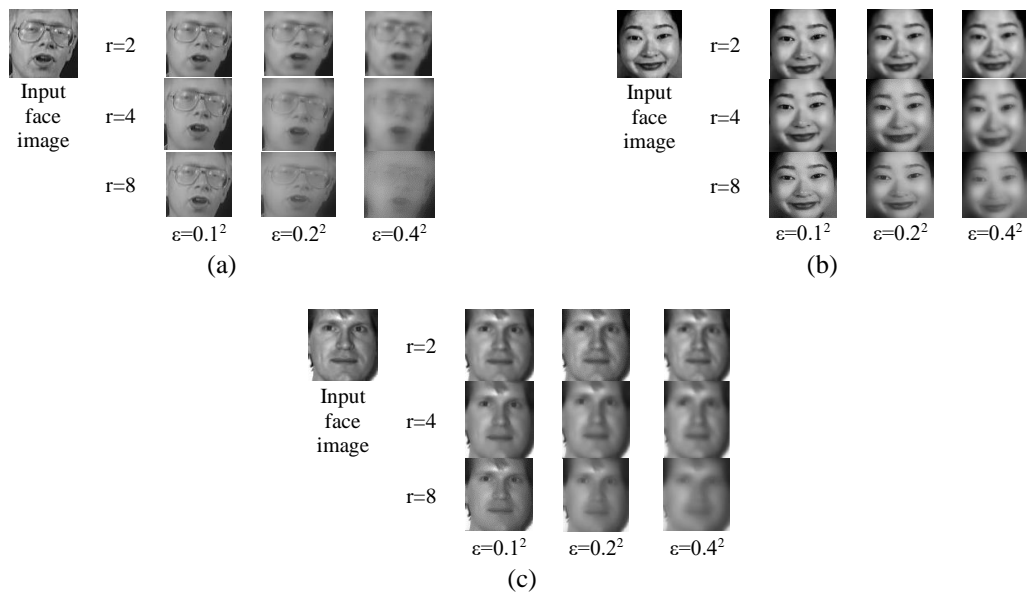 r=2
Input
face
image
r=4
r=8
ε=0.1² ε=0.2² ε=0.4²
(a)
r=2
Input
face
image
r=4
r=8
ε=0.1² ε=0.2² ε=0.4²
(b)
r=2
Input
face
image
r=4
r=8
ε=0.1² ε=0.2² ε=0.4²
(c)